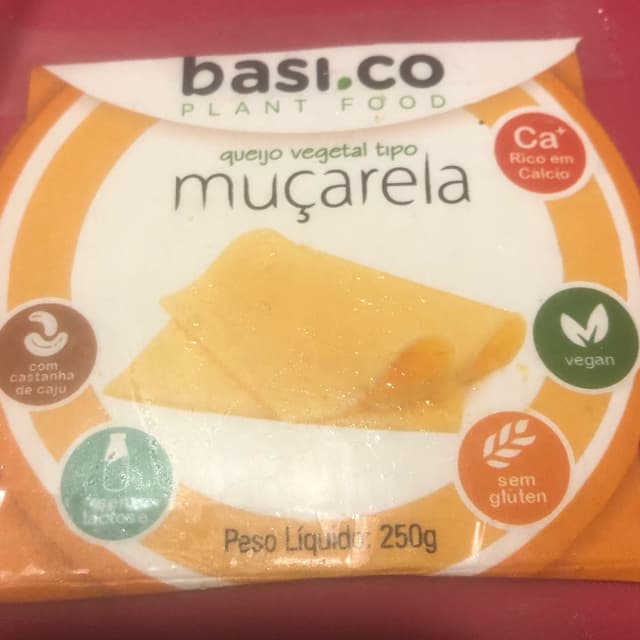 basi.co
PLANT FOOD
queijo vegetal tipo
muçarela
Ca+
Rico em
Calcio
com
castanha
de caju
vegan
lactose
sem
glúten
Peso Líquido: 250g